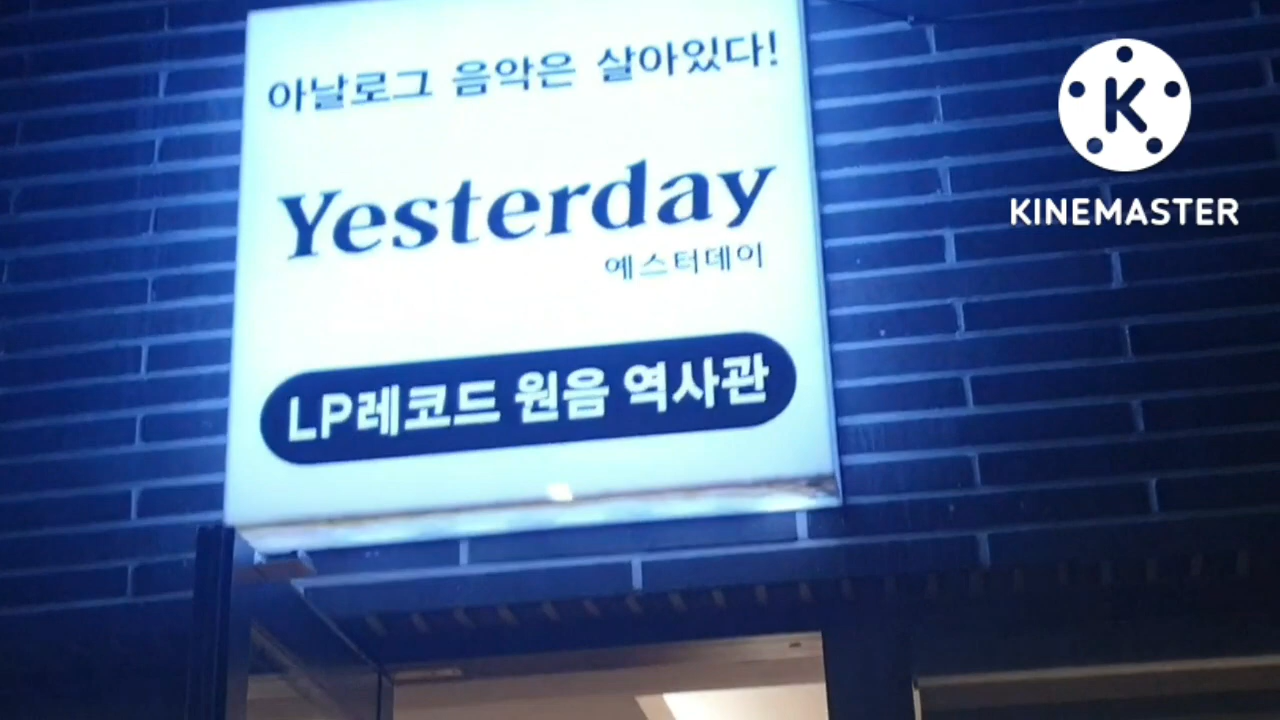 아날로그 음악은 살아있다!
Yesterday
예스터데이
LP레코드 원음 역사관
K
KINEMASTER